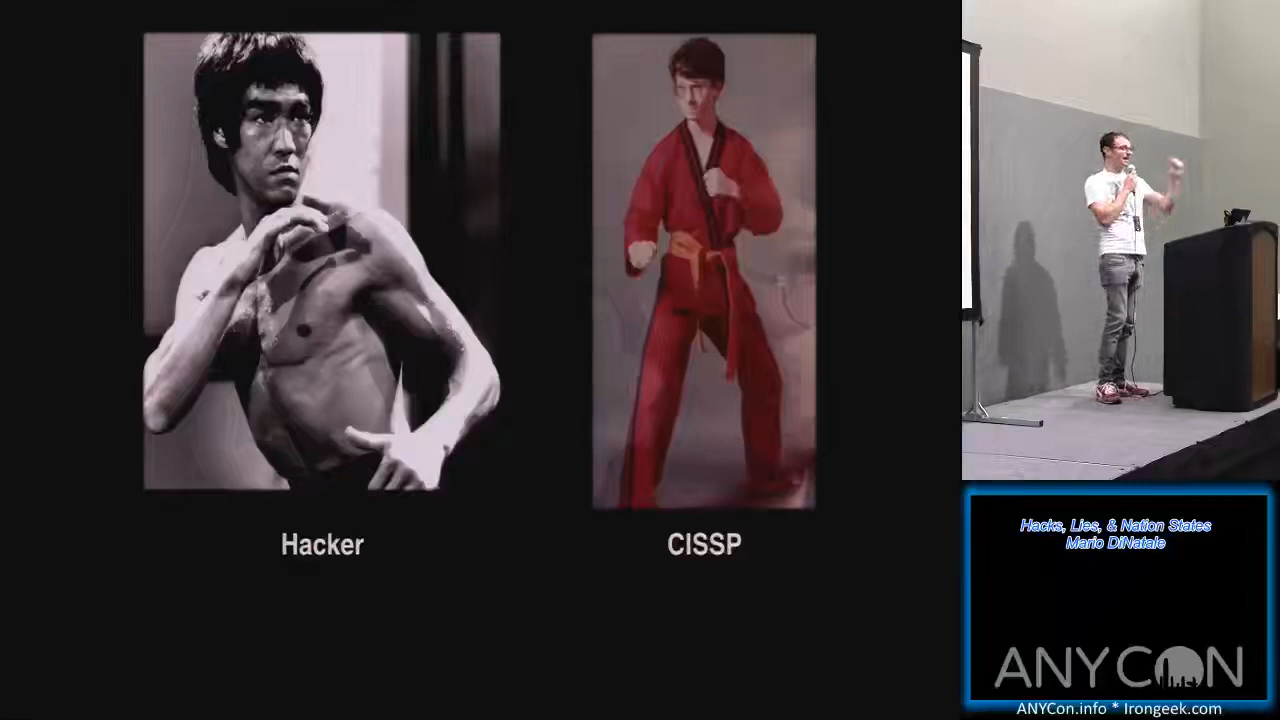 Hacker
CISSP
Hacks, Lies, & Nation States
Mario DiNatale
ANYCON
ANYCon.info * Irongeek.com